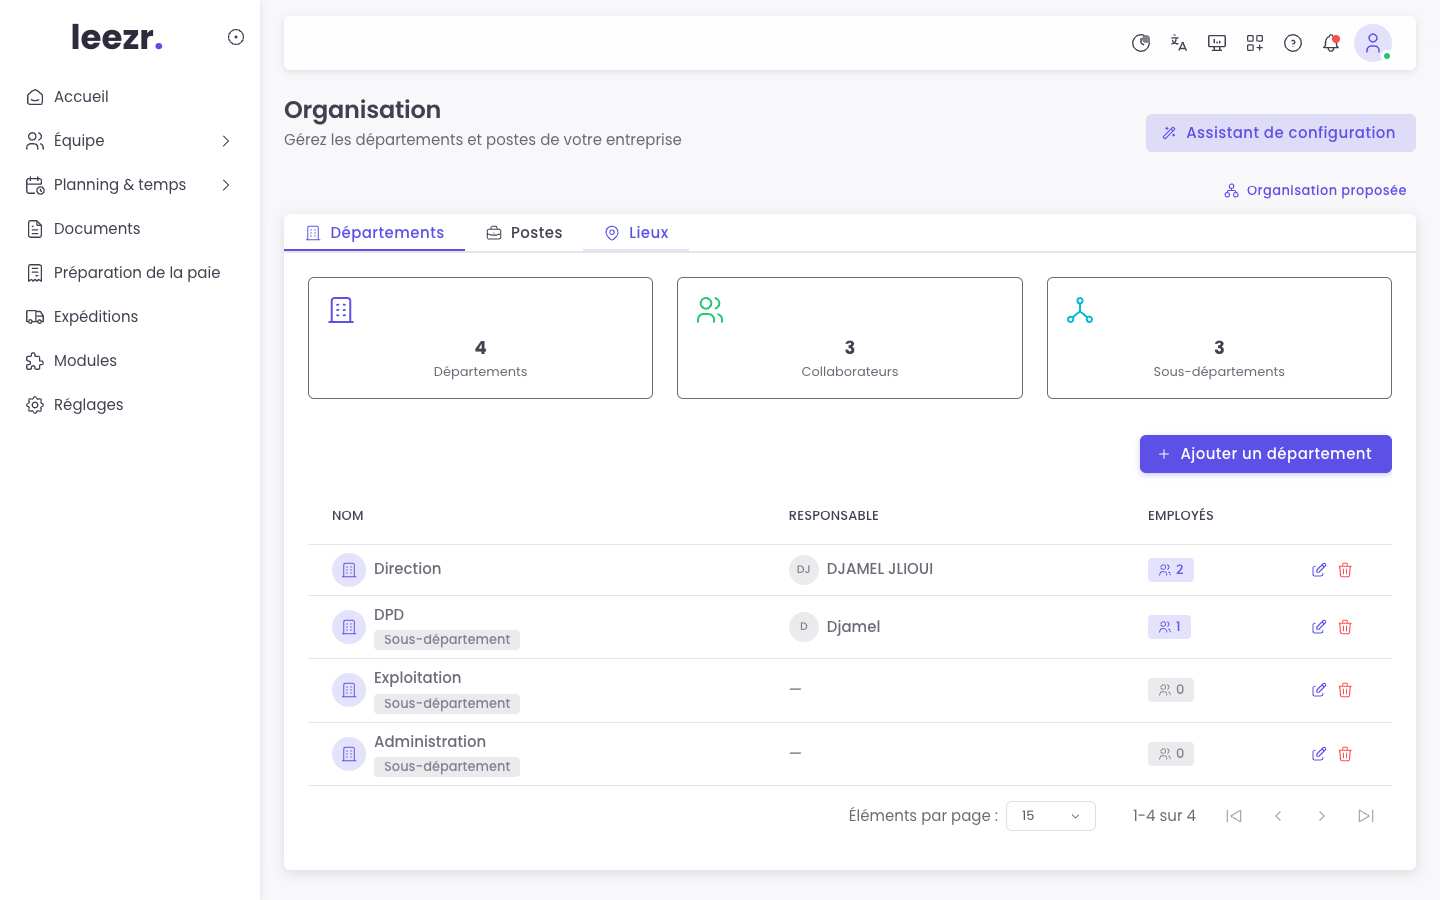 leezr.
Accueil
Équipe
Planning & temps
Documents
Préparation de la paie
Expéditions
Modules
Réglages
Organisation
Gérez les départements et postes de votre entreprise
Assistant de configuration
Organisation proposée
Départements
Postes
Lieux
4
Départements
3
Collaborateurs
3
Sous-départements
Ajouter un département
NOM
RESPONSABLE
EMPLOYÉS
Direction
DJ
DJAMEL JLIOUI
2
DPD
Sous-département
D
Djamel
1
Exploitation
Sous-département
—
0
Administration
Sous-département
—
0
Éléments par page :
15
1-4 sur 4